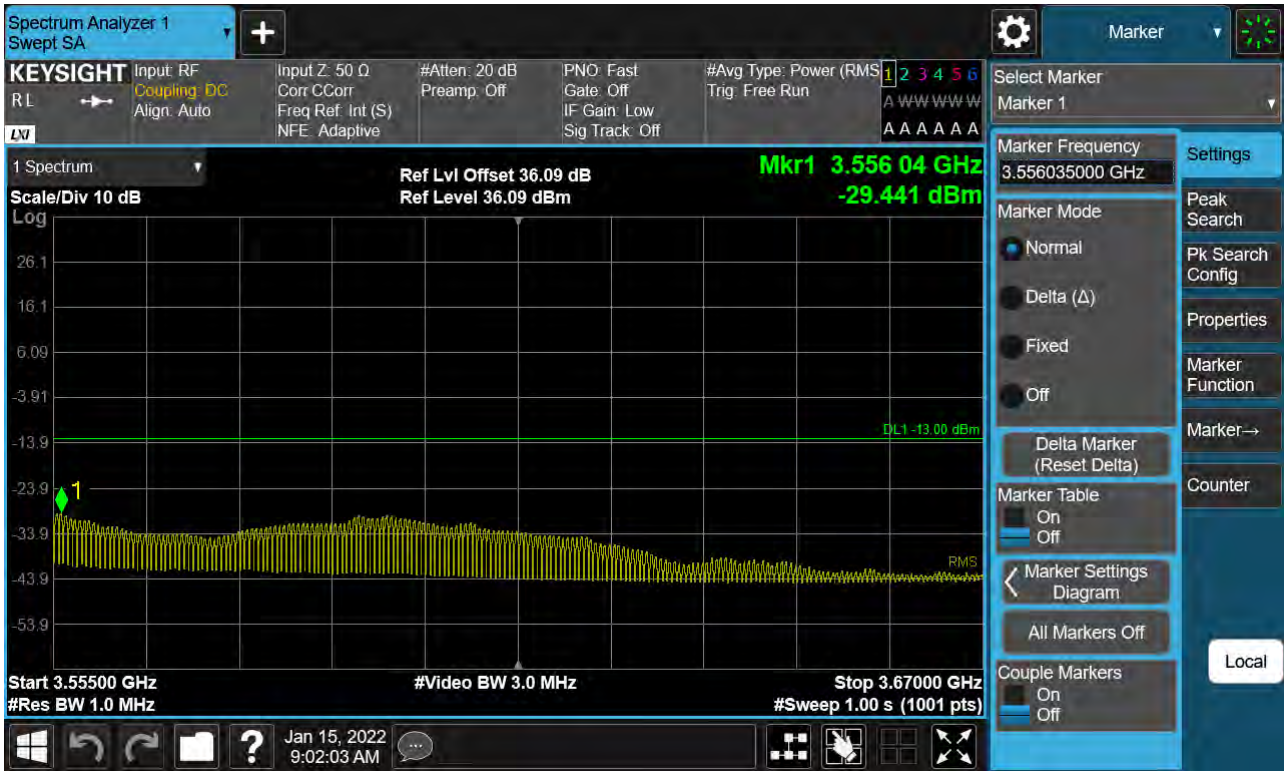 Spectrum Analyzer 1
Swept SA
+
Marker
KEYSIGHT
RL
LXI
Input: RF
Coupling: DC
Align: Auto
Input Z: 50 Ω
Corr CCorr
Freq Ref: Int (S)
NFE: Adaptive
#Atten: 20 dB
Preamp: Off
PNO: Fast
Gate: Off
IF Gain: Low
Sig Track: Off
#Avg Type: Power (RMS
Trig: Free Run
1 2 3 4 5 6
A W W W W W
A A A A A A
Select Marker
Marker 1
1 Spectrum
Scale/Div 10 dB
Log
Ref Lvl Offset 36.09 dB
Ref Level 36.09 dBm
Mkr1 3.556 04 GHz
-29.441 dBm
26.1
16.1
6.09
-3.91
-13.9
-23.9
-33.9
-43.9
-53.9
DL1 -13.00 dBm
1
RMS
Start 3.55500 GHz
#Res BW 1.0 MHz
#Video BW 3.0 MHz
Stop 3.67000 GHz
#Sweep 1.00 s (1001 pts)
Marker Frequency
3.556035000 GHz
Marker Mode
Normal
Delta (Δ)
Fixed
Off
Delta Marker
(Reset Delta)
Marker Table
On
Off
Marker Settings
Diagram
All Markers Off
Couple Markers
On
Off
Settings
Peak
Search
Pk Search
Config
Properties
Marker
Function
Marker→
Counter
Local
?
Jan 15, 2022
9:02:03 AM